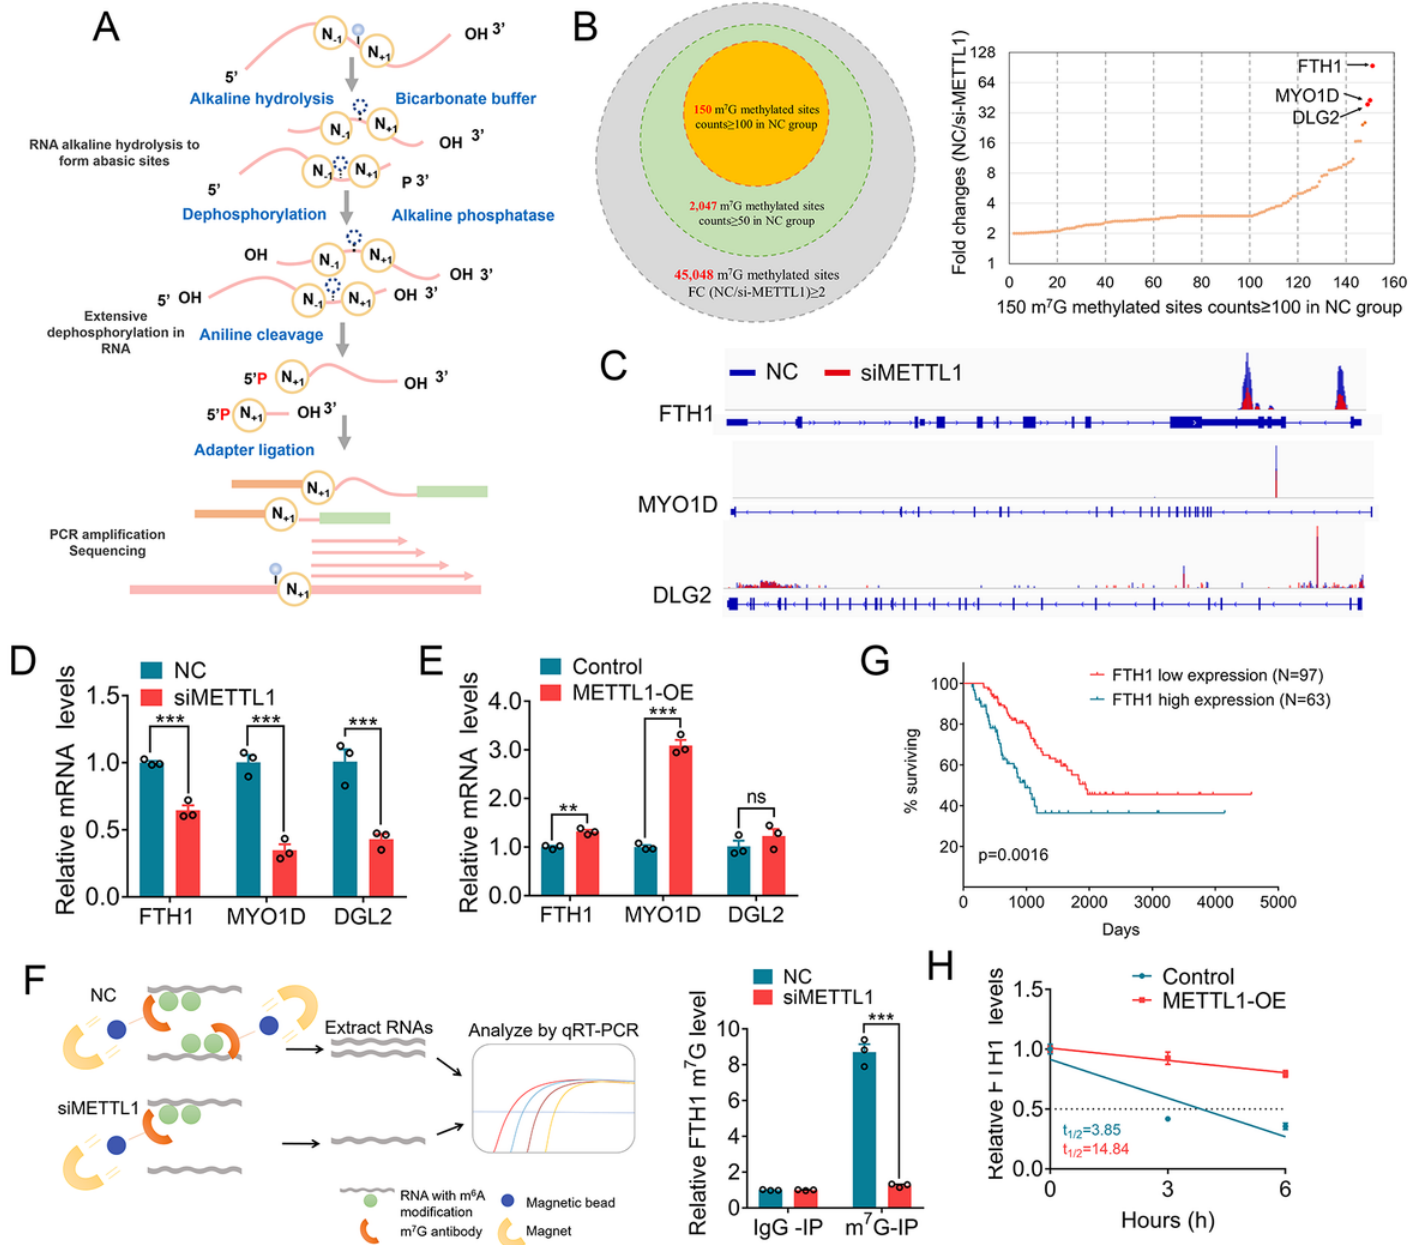 A
N-1
N+1
OH 3’
5’
Alkaline hydrolysis
Bicarbonate buffer
RNA alkaline hydrolysis to
form abasic sites
N-1
N+1
OH 3’
N-1
N+1
5’
P 3’
Dephosphorylation
Alkaline phosphatase
OH
N-1
N+1
OH 3’
5’ OH
N-1
N+1
OH 3’
Extensive
dephosphorylation in
RNA
Aniline cleavage
5’P
N+1
OH 3’
5’P
N+1
OH 3’
Adapter ligation
N+1
N+1
PCR amplification
Sequencing
N+1
B
150 m7G methylated sites
counts≥100 in NC group
2,047 m7G methylated sites
counts≥50 in NC group
45,048 m7G methylated sites
FC (NC/si-METTL1)≥2
Fold changes (NC/si-METTL1)
128
64
32
16
8
4
2
1
FTH1
MYO1D
DLG2
0 20 40 60 80 100 120 140 160
150 m7G methylated sites counts≥100 in NC group
C
NC
siMETTL1
FTH1
MYO1D
DLG2
D
NC
siMETTL1
Relative mRNA levels
1.5
1.0
0.5
0.0
***
***
***
FTH1 MYO1D DGL2
E
Control
METTL1-OE
Relative mRNA levels
4.0
3.0
2.0
1.0
0.0
**
***
ns
FTH1 MYO1D DGL2
G
FTH1 low expression (N=97)
FTH1 high expression (N=63)
% surviving
100
80
60
40
20
p=0.0016
0 1000 2000 3000 4000 5000
Days
F
NC
siMETTL1
Extract RNAs
Analyze by qRT-PCR
RNA with m6A
modification
m7G antibody
Magnetic bead
Magnet
NC
siMETTL1
Relative FTH1 m7G level
10
8
6
4
2
0
***
IgG -IP m7G-IP
H
Control
METTL1-OE
Relative FTH1 levels
1.5
1.0
0.5
0.0
t1/2=3.85
t1/2=14.84
0 3 6
Hours (h)